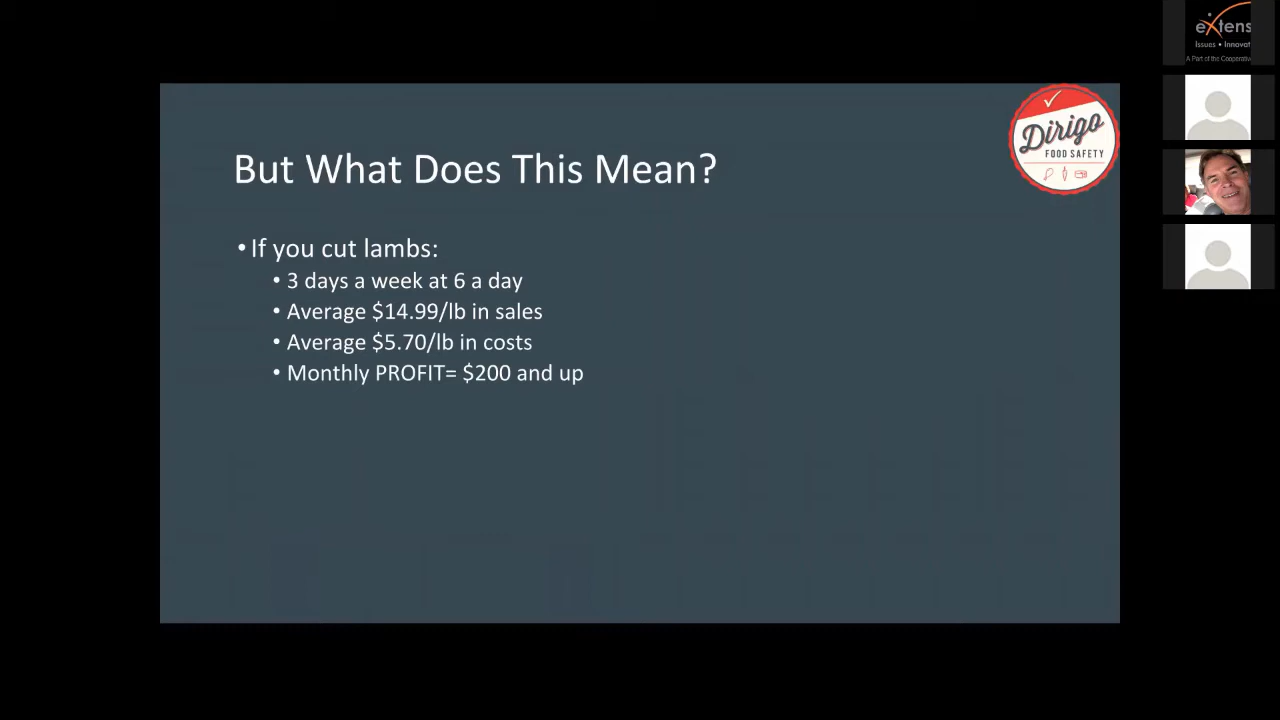 But What Does This Mean?
• If you cut lambs:
• 3 days a week at 6 a day
• Average $14.99/lb in sales
• Average $5.70/lb in costs
• Monthly PROFIT= $200 and up
Dirigo
FOOD SAFETY
eXtens
Issues • Innovat
A Part of the Cooperative